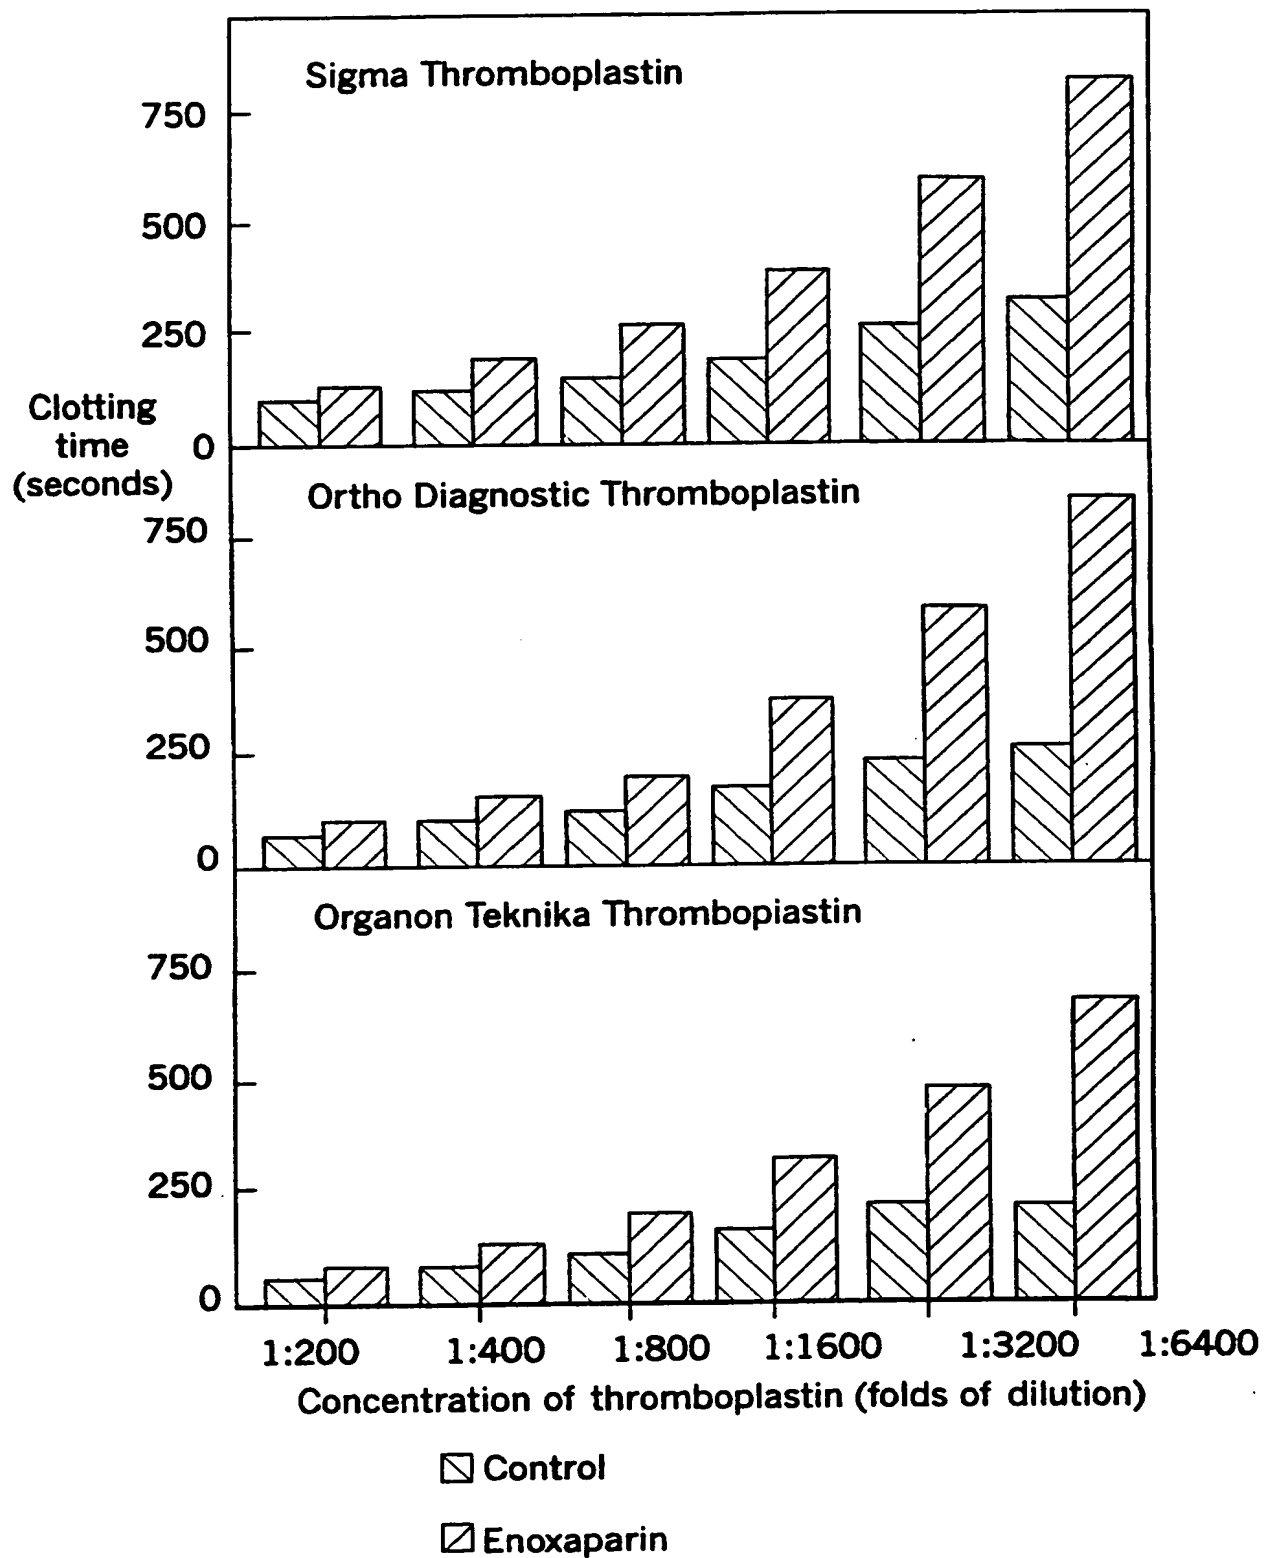 Sigma Thromboplastin
750
500
250
0
Clotting
time
(seconds)
Ortho Diagnostic Thromboplastin
750
500
250
0
Organon Teknika Thrombopiastin
750
500
250
0
1:200 1:400 1:800 1:1600 1:3200 1:6400
Concentration of thromboplastin (folds of dilution)
Control
Enoxaparin